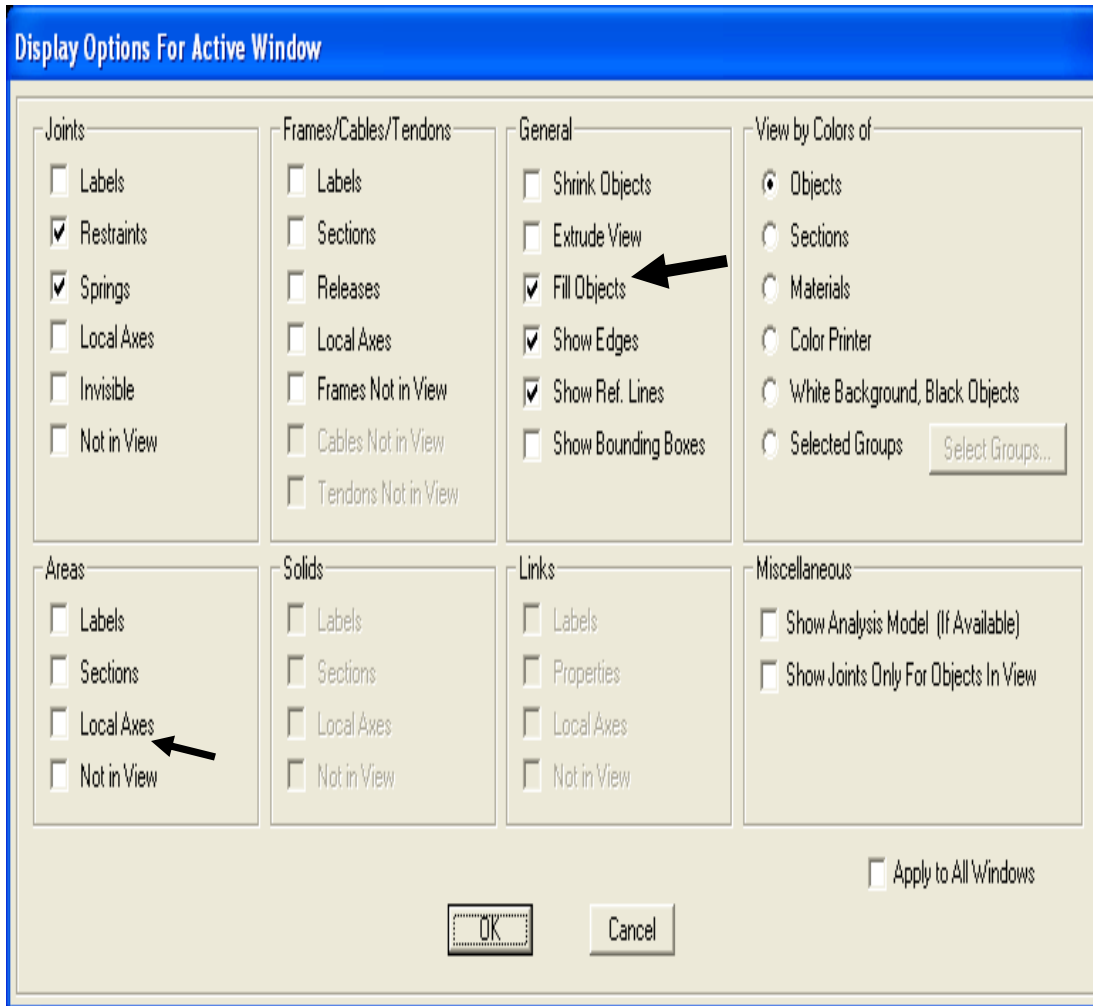 Display Options For Active Window
Joints
Labels
Restraints
Springs
Local Axes
Invisible
Not in View
Frames/Cables/Tendons
Labels
Sections
Releases
Local Axes
Frames Not in View
Cables Not in View
Tendons Not in View
General
Shrink Objects
Extrude View
Fill Objects
Show Edges
Show Ref. Lines
Show Bounding Boxes
View by Colors of
Objects
Sections
Materials
Color Printer
White Background, Black Objects
Selected Groups
Select Groups...
Areas
Labels
Sections
Local Axes
Not in View
Solids
Labels
Sections
Local Axes
Not in View
Links
Labels
Properties
Local Axes
Not in View
Miscellaneous
Show Analysis Model (If Available)
Show Joints Only For Objects In View
Apply to All Windows
OK
Cancel